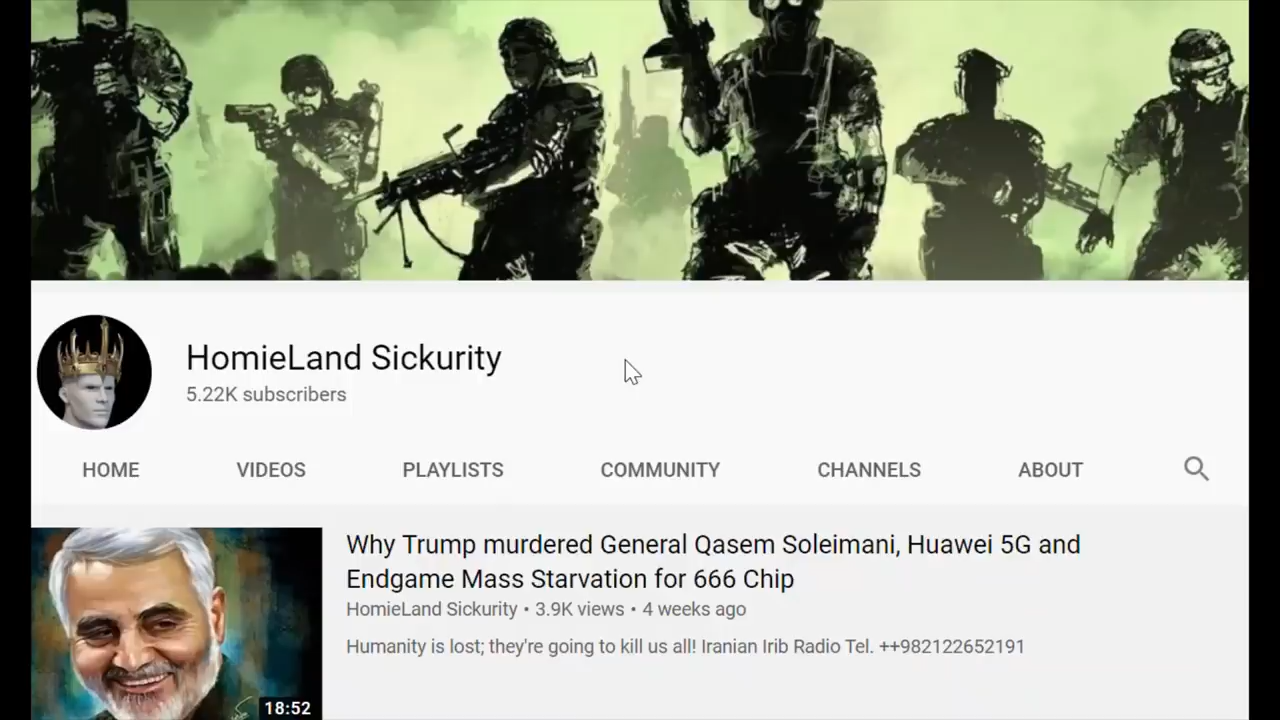 HomieLand Sickurity
5.22K subscribers
HOME VIDEOS PLAYLISTS COMMUNITY CHANNELS ABOUT
Why Trump murdered General Qasem Soleimani, Huawei 5G and
Endgame Mass Starvation for 666 Chip
HomieLand Sickurity • 3.9K views • 4 weeks ago
Humanity is lost; they're going to kill us all! Iranian Irib Radio Tel. ++982122652191
18:52